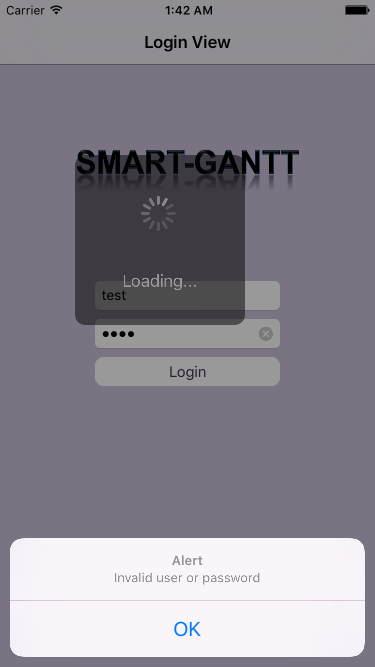 Carrier 1:42 AM
Login View
SMART-GANTT
Loading...
test
••••
Login
Alert
Invalid user or password
OK